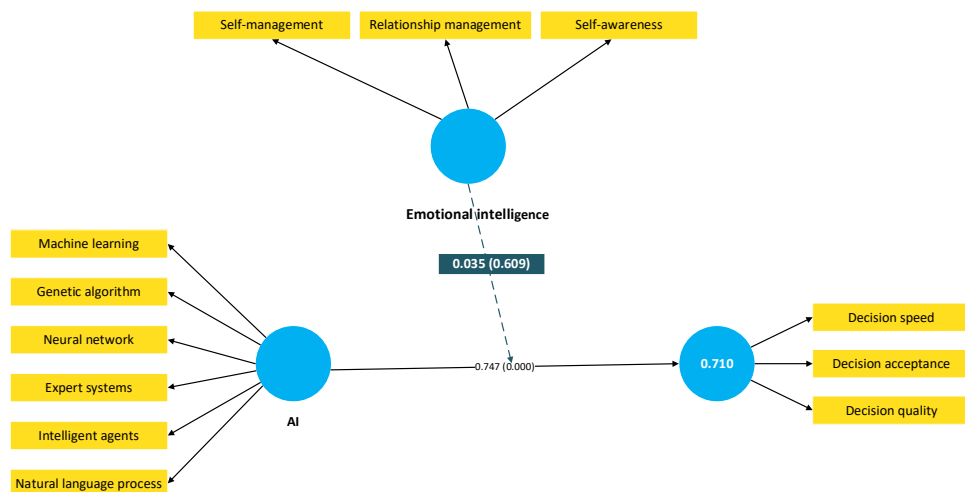 Self-management
Relationship management
Self-awareness
Emotional intelligence
0.035 (0.609)
Machine learning
Genetic algorithm
Neural network
Expert systems
Intelligent agents
Natural language process
AI
0.747 (0.000)
0.710
Decision speed
Decision acceptance
Decision quality